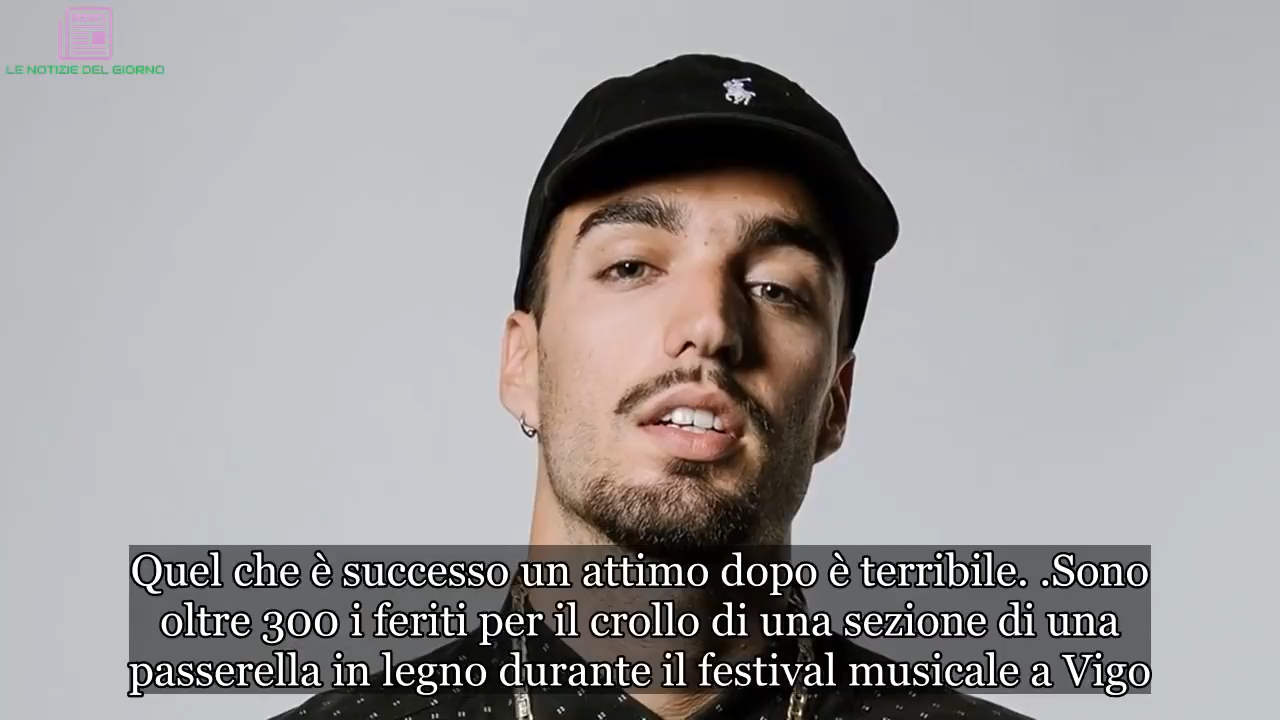 LE NOTIZIE DEL GIORNO
Quel che è successo un attimo dopo è terribile. .Sono
oltre 300 i feriti per il crollo di una sezione di una
passerella in legno durante il festival musicale a Vigo